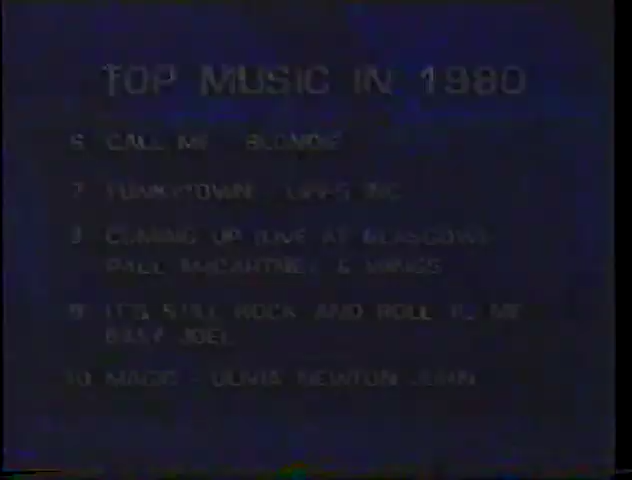 TOP MUSIC IN 1980
6 CALL ME - BLONDIE
7 FUNKYTOWN - LIPPS INC
8 COMING UP (LIVE AT GLASGOW)
PAUL McCARTNEY & WINGS
9 IT'S STILL ROCK AND ROLL TO ME
BILLY JOEL
10 MAGIC - OLIVIA NEWTON JOHN